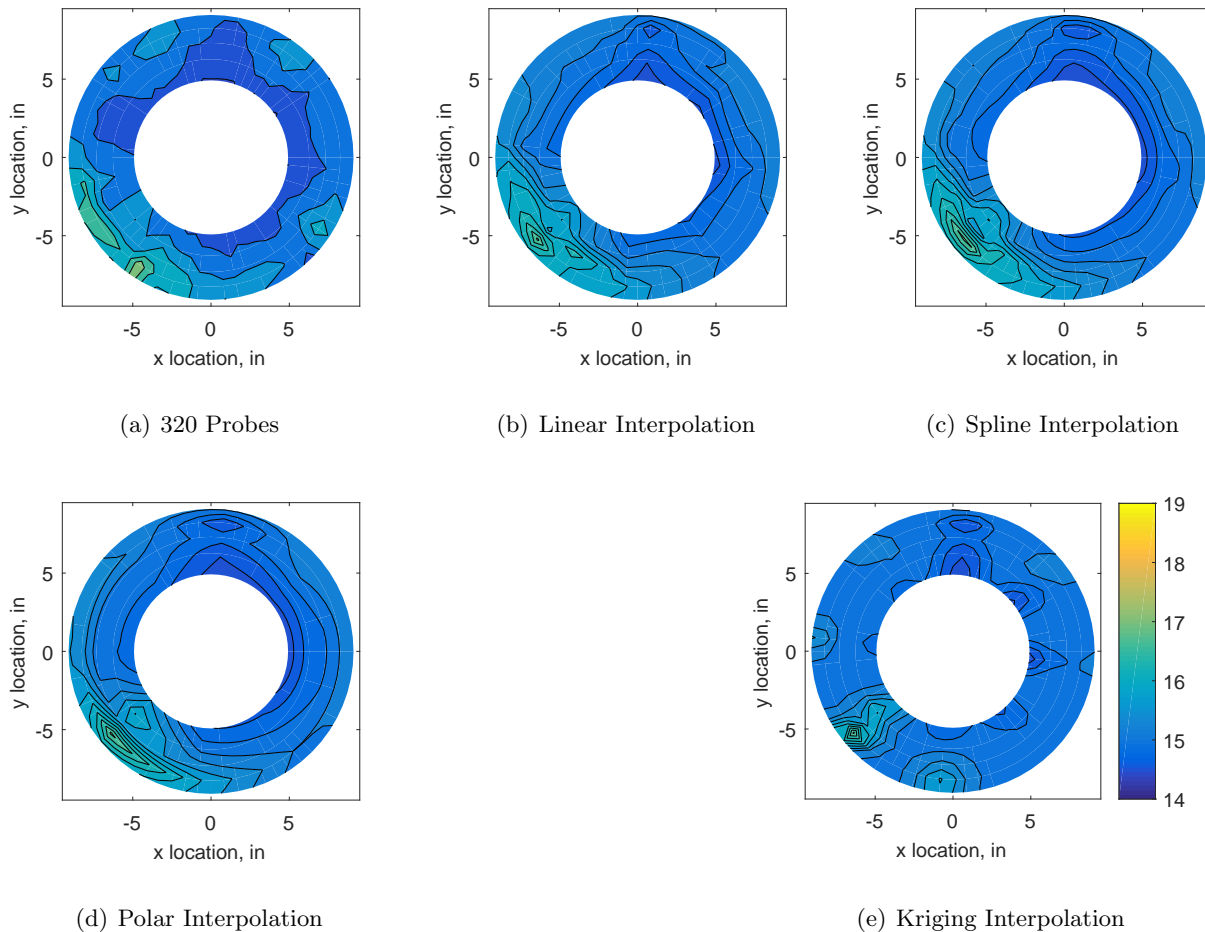 5
0
-5
y location, in
-5 0 5
x location, in
(a) 320 Probes
5
0
-5
y location, in
-5 0 5
x location, in
(b) Linear Interpolation
5
0
-5
y location, in
-5 0 5
x location, in
(c) Spline Interpolation
5
0
-5
y location, in
-5 0 5
x location, in
(d) Polar Interpolation
5
0
-5
y location, in
-5 0 5
x location, in
19
18
17
16
15
14
(e) Kriging Interpolation